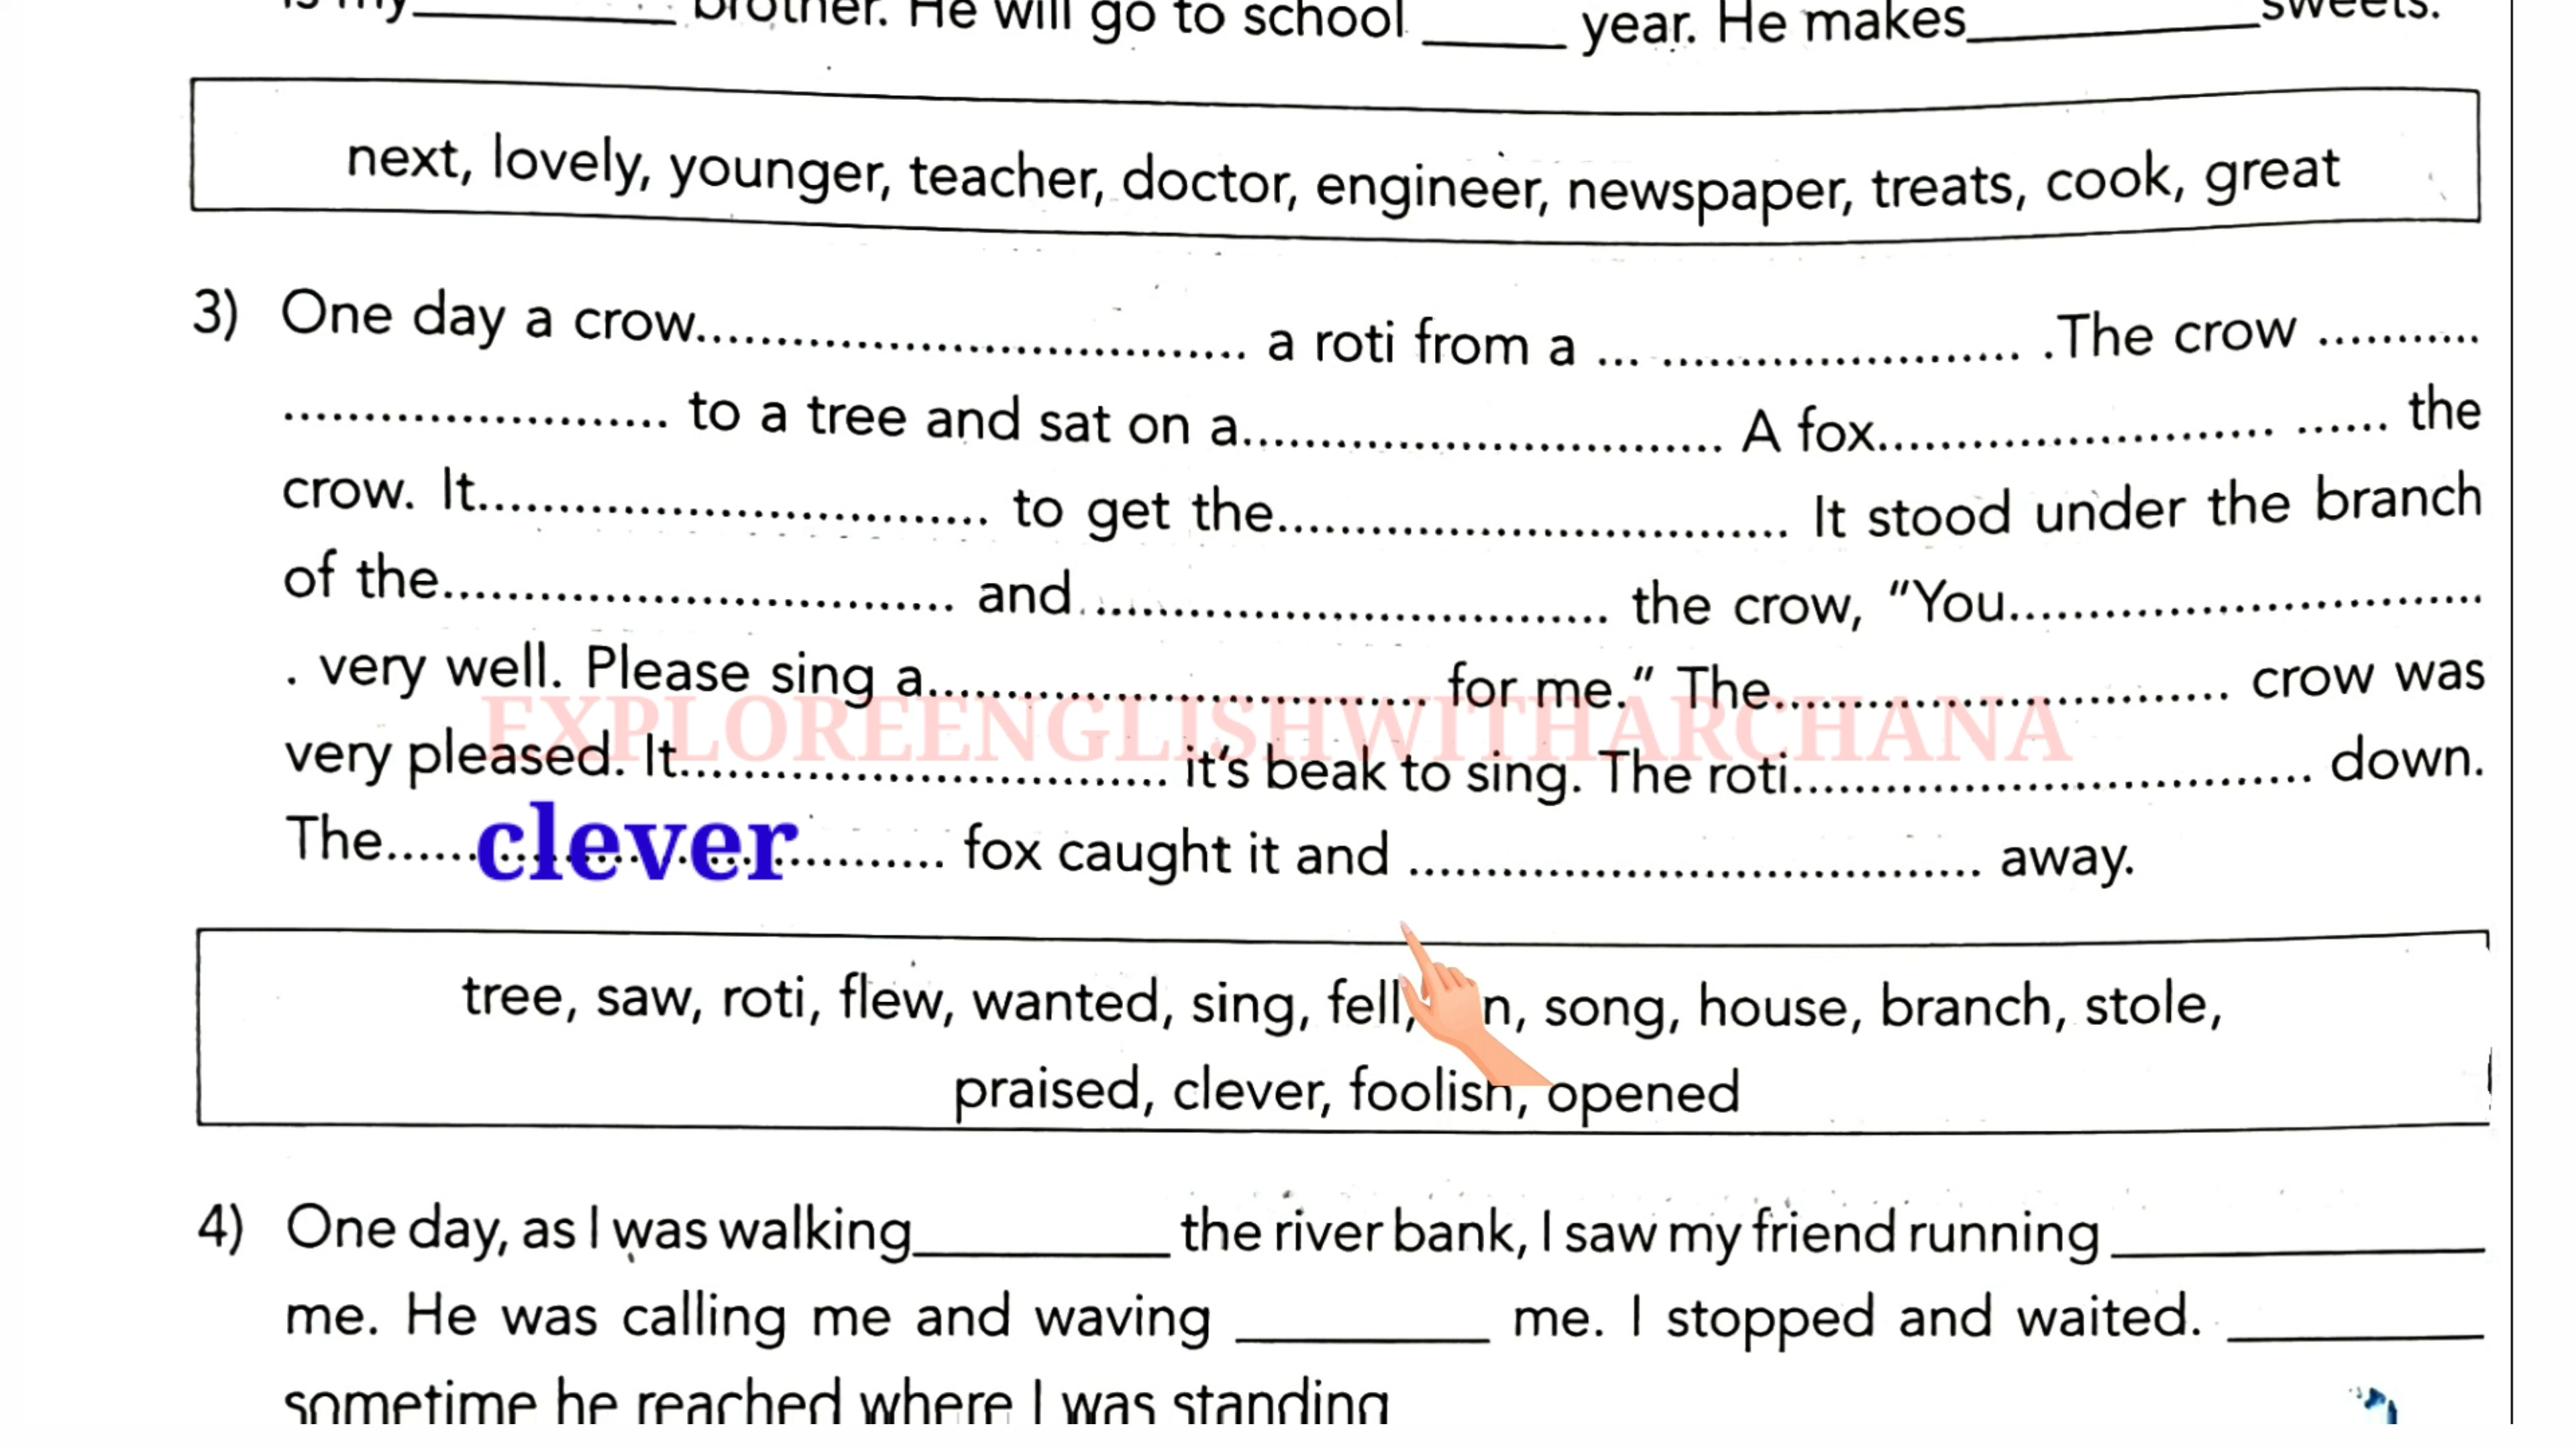 is my__________ brother. He will go to school _____ year. He makes__________sweets.
next, lovely, younger, teacher, doctor, engineer, newspaper, treats, cook, great
3) One day a crow.................................. a roti from a ... ....................... .The crow ...........
........................ to a tree and sat on a.............................. A fox......................... ...... the
crow. It................................ to get the................................ It stood under the branch
of the................................ and................................. the crow, "You..............................
. very well. Please sing a............................... for me." The............................ crow was
EXPLOREENGLISHWITHARCHANA
very pleased. It............................... it's beak to sing. The roti................................. down.
The......clever.......... fox caught it and .................................... away.
tree, saw, roti, flew, wanted, sing, fell, song, house, branch, stole,
praised, clever, foolish, opened
4) One day, as I was walking__________ the river bank, I saw my friend running______________
me. He was calling me and waving __________ me. I stopped and waited. __________
sometime he reached where I was standing